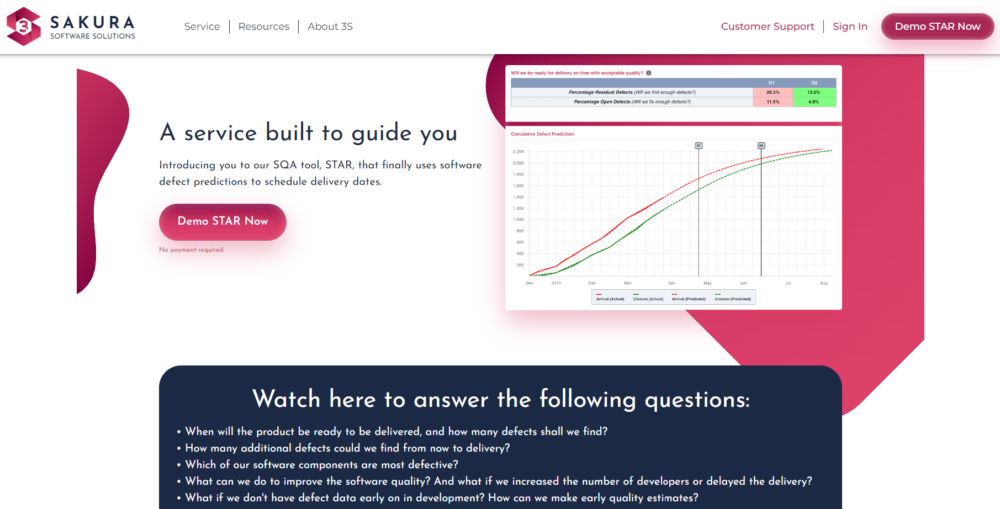 3
SAKURA
SOFTWARE SOLUTIONS
Service
Resources
About 3S
Customer Support
Sign In
Demo STAR Now
A service built to guide you
Introducing you to our SQA tool, STAR, that finally uses software
defect predictions to schedule delivery dates.
Demo STAR Now
No payment required
Will we be ready for delivery on time with acceptable quality?
D1 D2
Percentage Residual Defects (Will we find enough defects?) 28.3% 13.5%
Percentage Open Defects (Will we fix enough defects?) 11.5% 4.6%
Cumulative Defect Prediction
D1 D2
2,200
2,000
1,800
1,600
1,400
1,200
1,000
800
600
400
200
Dec 2019 Feb Mar Apr May Jun Jul Aug
Arrival (Actual) Closure (Actual) Arrival (Predicted) Closure (Predicted)
Watch here to answer the following questions:
• When will the product be ready to be delivered, and how many defects shall we find?
• How many additional defects could we find from now to delivery?
• Which of our software components are most defective?
• What can we do to improve the software quality? And what if we increased the number of developers or delayed the delivery?
• What if we don't have defect data early on in development? How can we make early quality estimates?